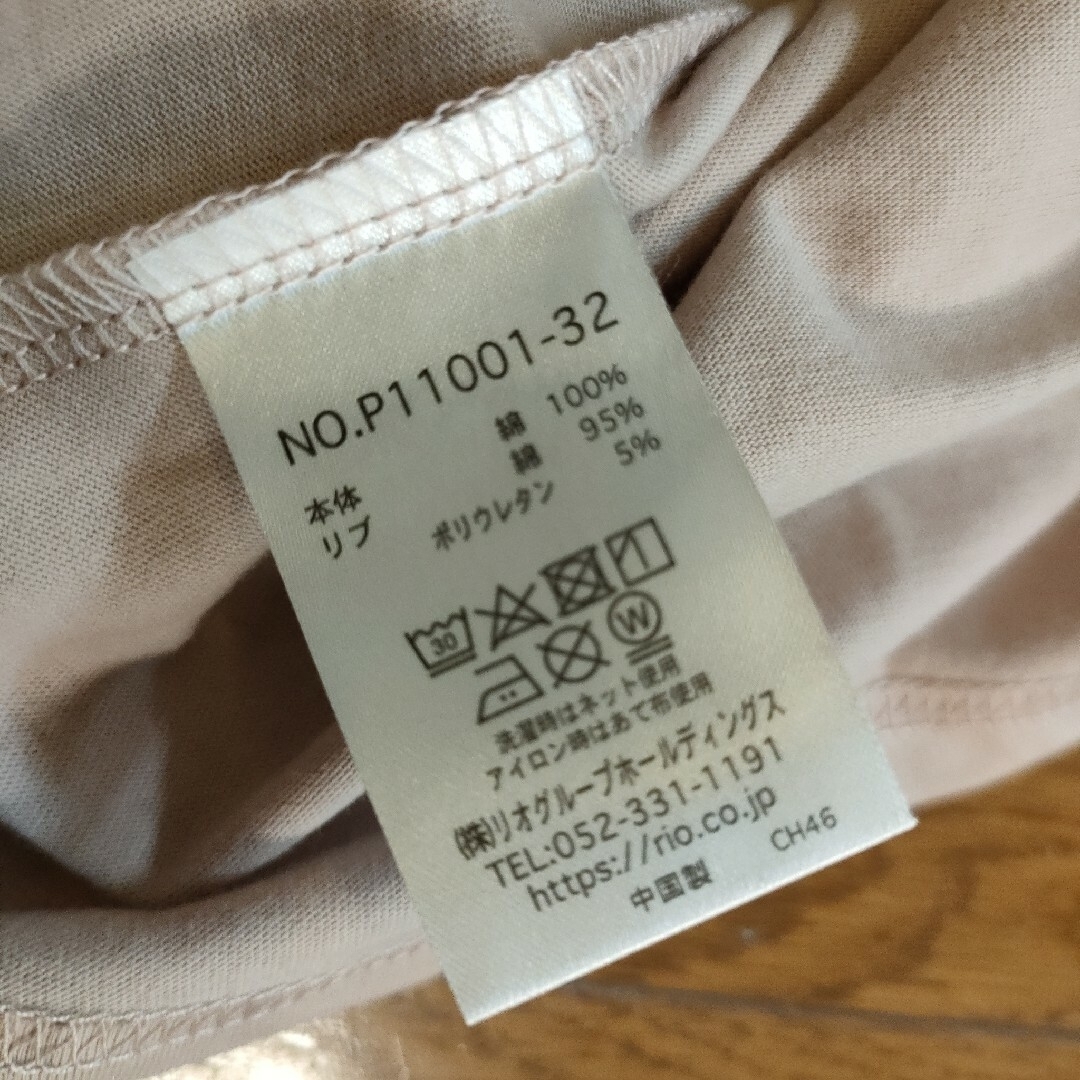 NO.P11001-32
本体 綿 100%
リブ 綿 95%
ポリウレタン 5%
30
W
洗濯時はネット使用
アイロン時はあて布使用
(株)リオグループホールディングス
TEL:052-331-1191
https://rio.co.jp
中国製 CH46